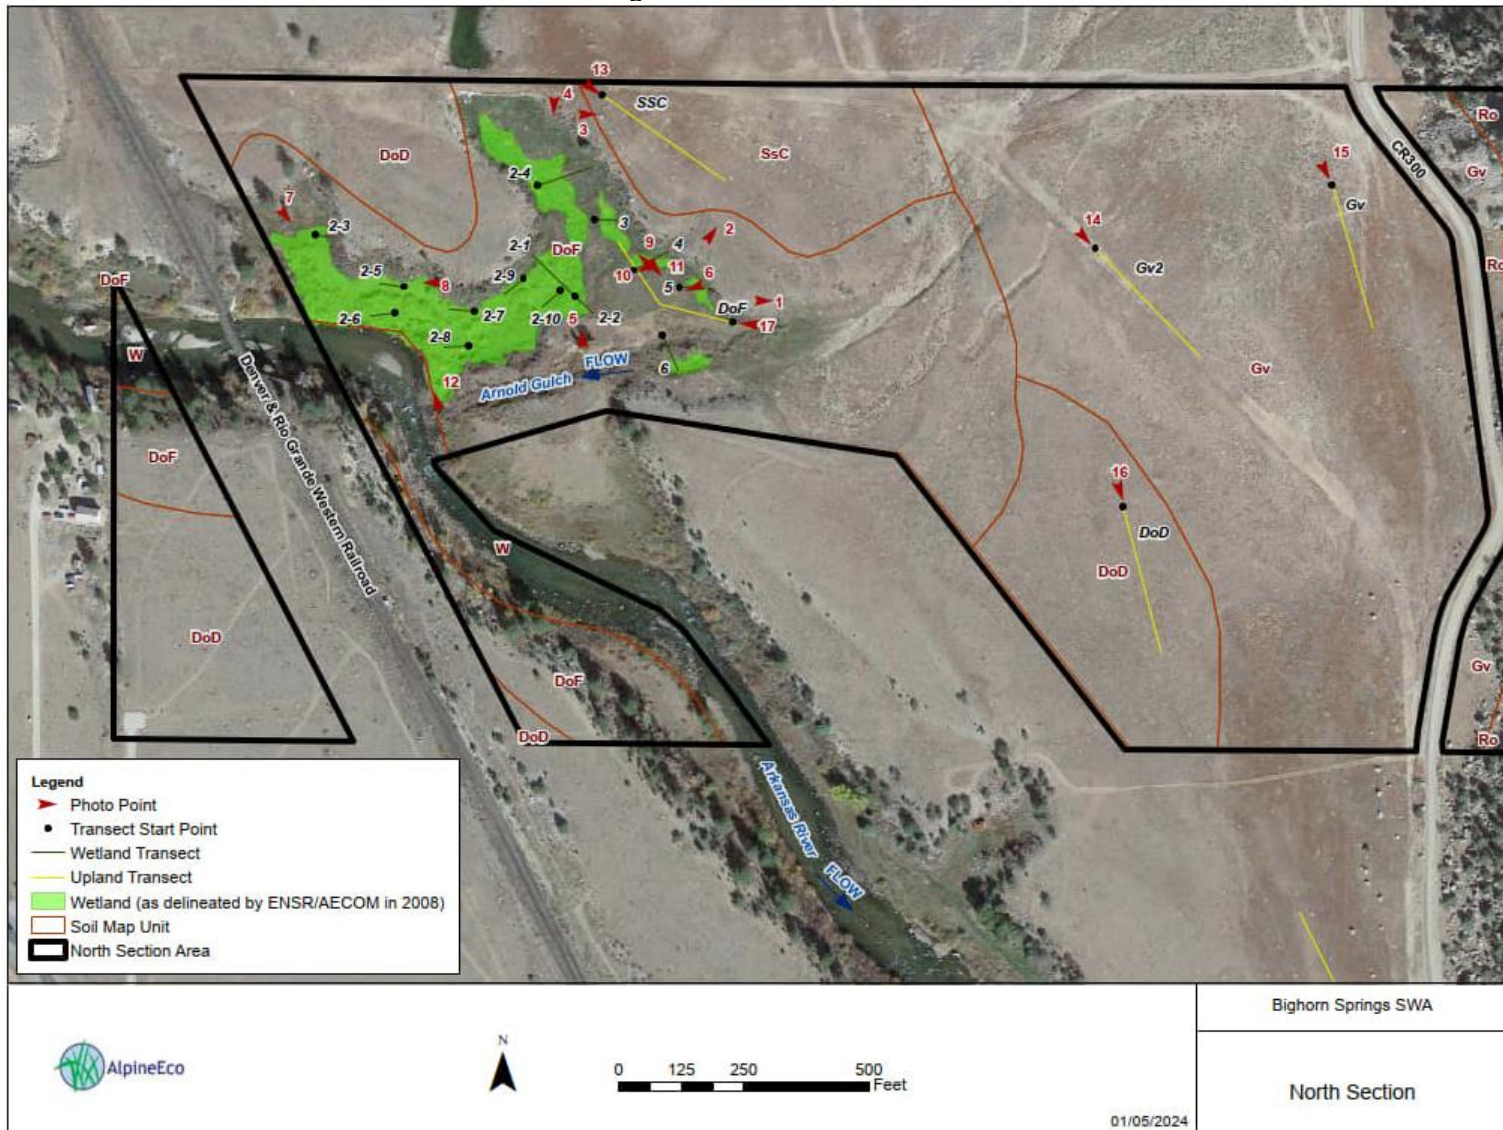 13
4
SSC
3
15
Ro
DoD
SsC
CR300
Gv
2-4
7
Gv
2-3
3
14
2
2-1
9
4
DoF
Ro
DoF
2-5
8
2-9
10
11
5
6
Gv2
1
2-6
2-7
2-10
5
2-2
DoF
17
2-8
W
FLOW
6
Arnold Gulch
12
Gv
Denver & Rio Grande Western Railroad
DoF
16
DoD
W
DoD
DoD
Gv
DoF
DoD
Ro
Arkansas River
FLOW
Legend
Photo Point
Transect Start Point
Wetland Transect
Upland Transect
Wetland (as delineated by ENSR/AECOM in 2008)
Soil Map Unit
North Section Area
Bighorn Springs SWA
AlpineEco
N
0 125 250 500
Feet
North Section
01/05/2024